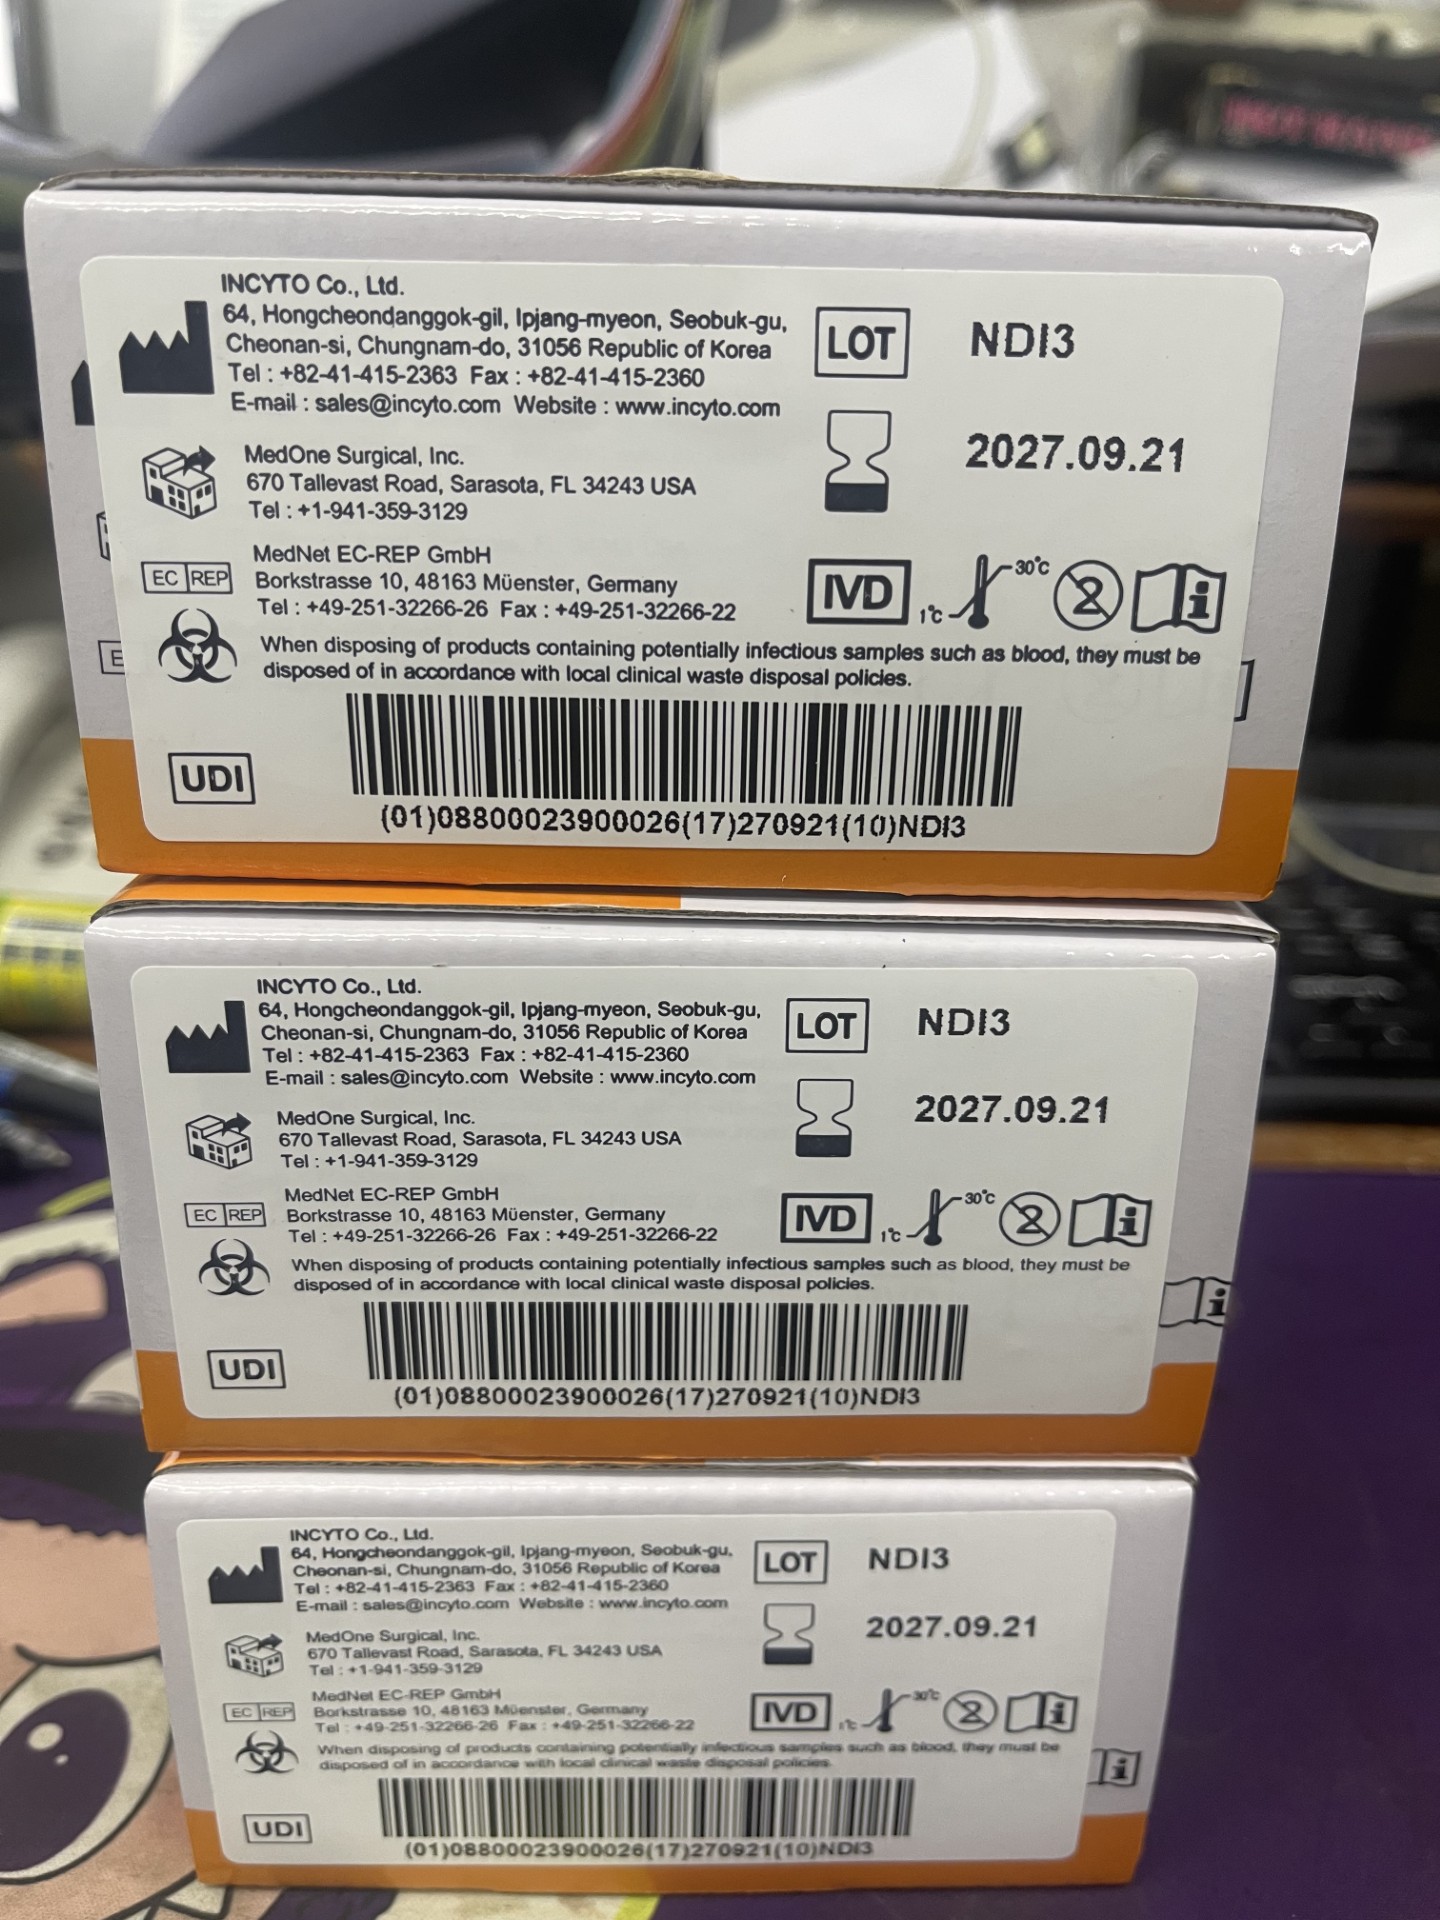 INCYTO Co., Ltd.
64, Hongcheondanggok-gil, Ipjang-myeon, Seobuk-gu,
Cheonan-si, Chungnam-do, 31056 Republic of Korea
Tel : +82-41-415-2363 Fax : +82-41-415-2360
E-mail : sales@incyto.com Website : www.incyto.com
MedOne Surgical, Inc.
670 Tallevast Road, Sarasota, FL 34243 USA
Tel : +1-941-359-3129
EC REP
MedNet EC-REP GmbH
Borkstrasse 10, 48163 Müenster, Germany
Tel : +49-251-32266-26 Fax : +49-251-32266-22
LOT NDI3
2027.09.21
IVD 1°C 30°C 2 i
When disposing of products containing potentially infectious samples such as blood, they must be
disposed of in accordance with local clinical waste disposal policies.
UDI
(01)08800023900026(17)270921(10)NDI3
INCYTO Co., Ltd.
64, Hongcheondanggok-gil, Ipjang-myeon, Seobuk-gu,
Cheonan-si, Chungnam-do, 31056 Republic of Korea
Tel : +82-41-415-2363 Fax : +82-41-415-2360
E-mail : sales@incyto.com Website : www.incyto.com
MedOne Surgical, Inc.
670 Tallevast Road, Sarasota, FL 34243 USA
Tel : +1-941-359-3129
EC REP
MedNet EC-REP GmbH
Borkstrasse 10, 48163 Müenster, Germany
Tel : +49-251-32266-26 Fax : +49-251-32266-22
LOT NDI3
2027.09.21
IVD 1°C 30°C 2 i
When disposing of products containing potentially infectious samples such as blood, they must be
disposed of in accordance with local clinical waste disposal policies.
i
UDI
(01)08800023900026(17)270921(10)NDI3
INCYTO Co., Ltd.
64, Hongcheondanggok-gil, Ipjang-myeon, Seobuk-gu,
Cheonan-si, Chungnam-do, 31056 Republic of Korea
Tel : +82-41-415-2363 Fax : +82-41-415-2360
E-mail : sales@incyto.com Website : www.incyto.com
MedOne Surgical, Inc.
670 Tallevast Road, Sarasota, FL 34243 USA
Tel : +1-941-359-3129
EC REP
MedNet EC-REP GmbH
Borkstrasse 10, 48163 Müenster, Germany
Tel : +49-251-32266-26 Fax : +49-251-32266-22
LOT NDI3
2027.09.21
IVD 1°C 30°C 2 i
When disposing of products containing potentially infectious samples such as blood, they must be
disposed of in accordance with local clinical waste disposal policies.
i
UDI
(01)08800023900026(17)270921(10)NDI3